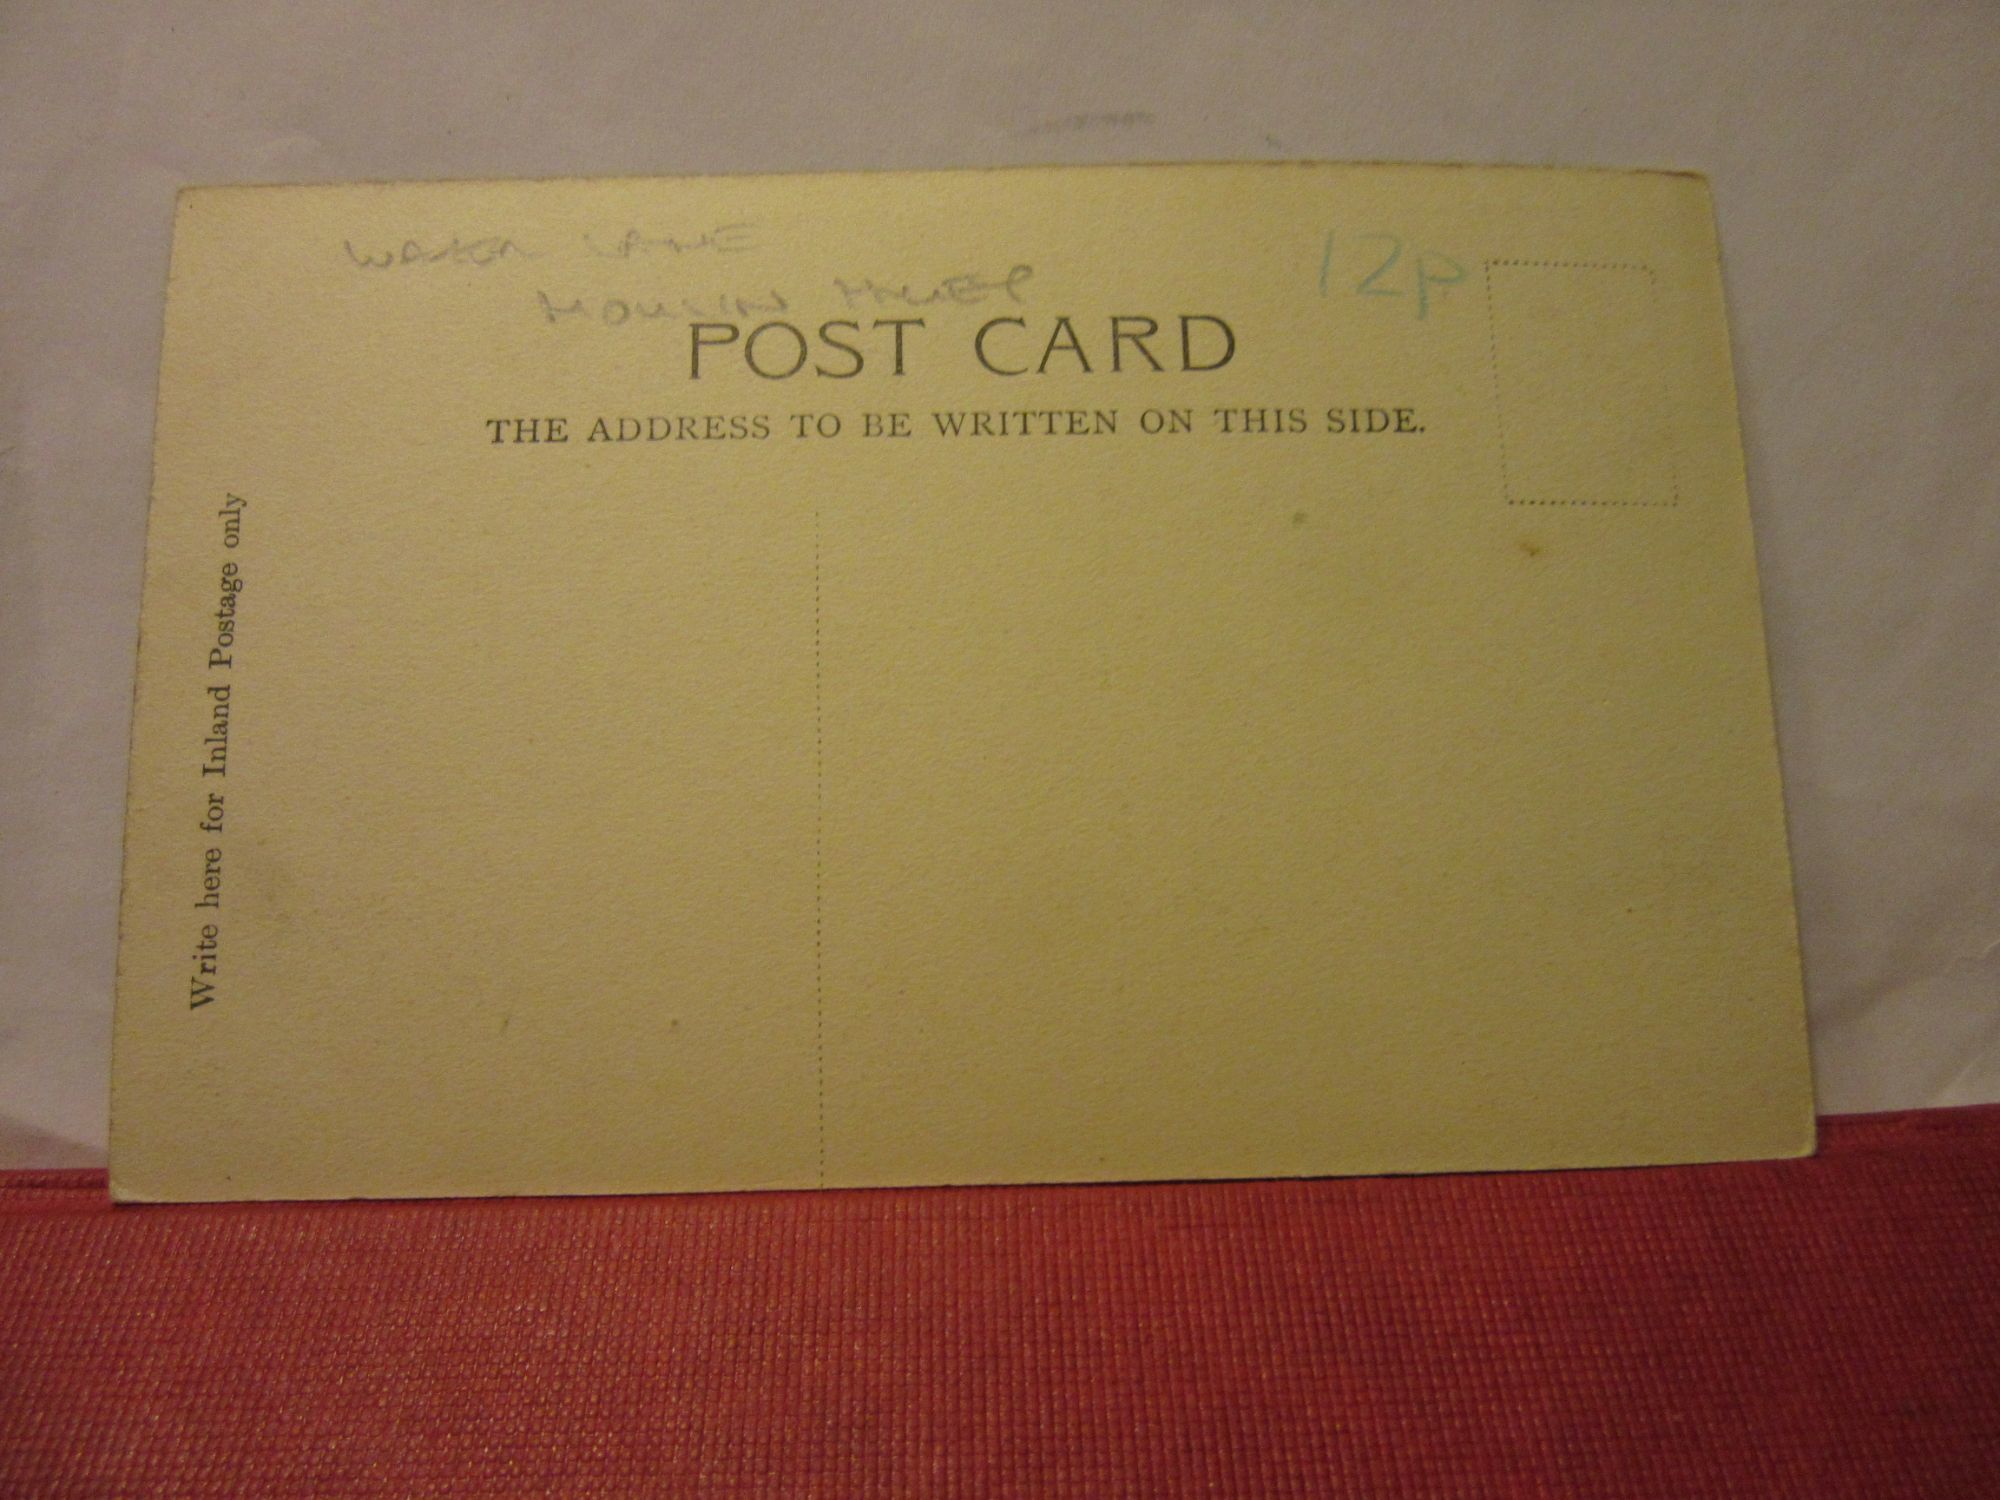 12p
POST CARD
THE ADDRESS TO BE WRITTEN ON THIS SIDE.
Write here for Inland Postage only